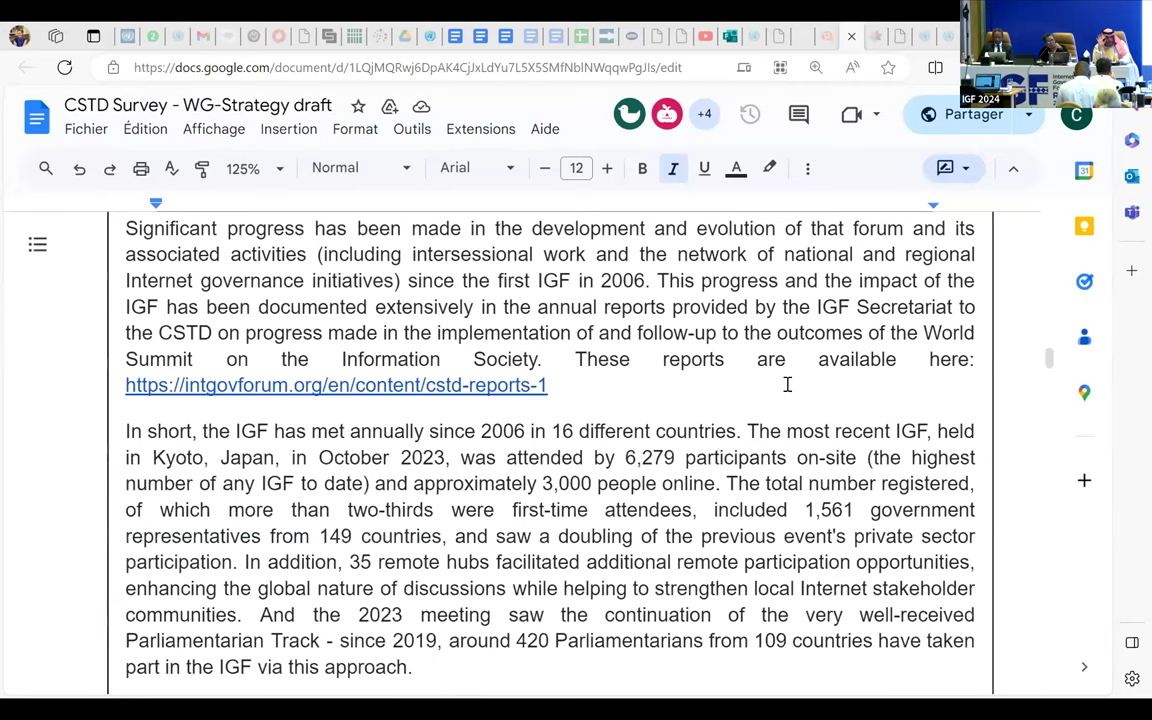 https://docs.google.com/document/d/1LQjMQRwj6DpAK4CjJxLdYu7L5X5SMfNblNWqqwPgJIs/edit
IGF 2024
CSTD Survey - WG-Strategy draft
+4
Partager
C
Fichier Édition Affichage Insertion Format Outils Extensions Aide
125% Normal Arial 12 B I U A
31
Significant progress has been made in the development and evolution of that forum and its
associated activities (including intersessional work and the network of national and regional
Internet governance initiatives) since the first IGF in 2006. This progress and the impact of the
IGF has been documented extensively in the annual reports provided by the IGF Secretariat to
the CSTD on progress made in the implementation of and follow-up to the outcomes of the World
Summit on the Information Society. These reports are available here:
https://intgovforum.org/en/content/cstd-reports-1
In short, the IGF has met annually since 2006 in 16 different countries. The most recent IGF, held
in Kyoto, Japan, in October 2023, was attended by 6,279 participants on-site (the highest
number of any IGF to date) and approximately 3,000 people online. The total number registered,
of which more than two-thirds were first-time attendees, included 1,561 government
representatives from 149 countries, and saw a doubling of the previous event's private sector
participation. In addition, 35 remote hubs facilitated additional remote participation opportunities,
enhancing the global nature of discussions while helping to strengthen local Internet stakeholder
communities. And the 2023 meeting saw the continuation of the very well-received
Parliamentarian Track - since 2019, around 420 Parliamentarians from 109 countries have taken
part in the IGF via this approach.